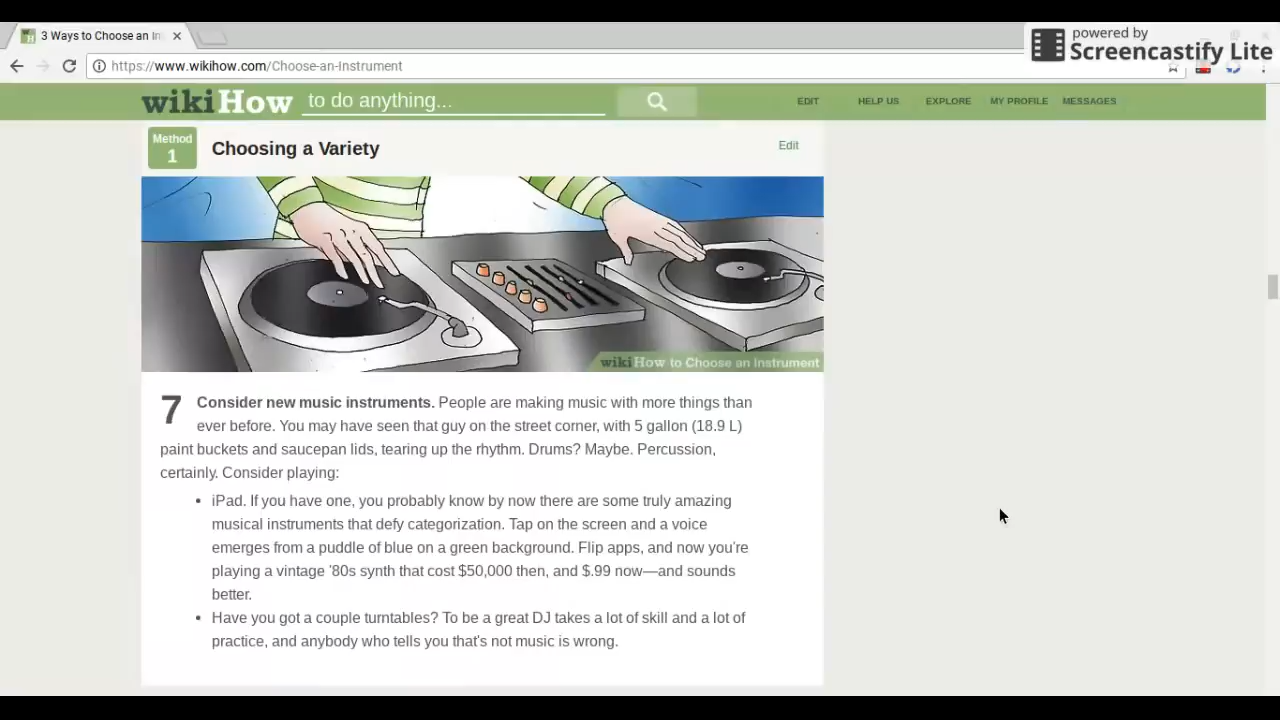 3 Ways to Choose an In
powered by
Screencastify Lite
https://www.wikihow.com/Choose-an-Instrument
wikiHow to do anything... EDIT HELP US EXPLORE MY PROFILE MESSAGES
Method
1
Choosing a Variety
Edit
wikiHow to Choose an Instrument
7 Consider new music instruments. People are making music with more things than
ever before. You may have seen that guy on the street corner, with 5 gallon (18.9 L)
paint buckets and saucepan lids, tearing up the rhythm. Drums? Maybe. Percussion,
certainly. Consider playing:
• iPad. If you have one, you probably know by now there are some truly amazing
musical instruments that defy categorization. Tap on the screen and a voice
emerges from a puddle of blue on a green background. Flip apps, and now you're
playing a vintage '80s synth that cost $50,000 then, and $.99 now—and sounds
better.
• Have you got a couple turntables? To be a great DJ takes a lot of skill and a lot of
practice, and anybody who tells you that's not music is wrong.